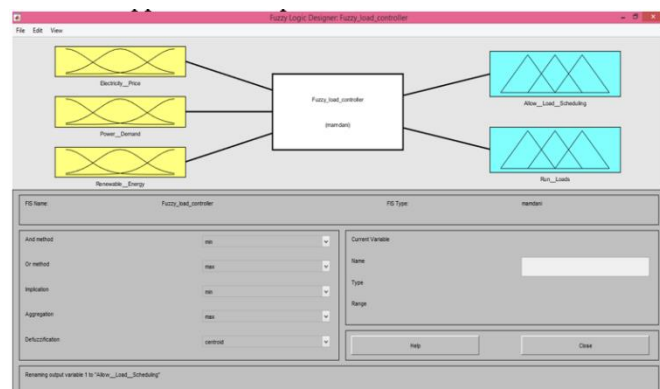 Fuzzy Logic Designer: Fuzzy_load_controller
File Edit View
Electricity__Price
Power__Demand
Renewable__Energy
Fuzzy_load_controller
(mamdani)
Allow__Load__Scheduling
Run__Loads
FIS Name: Fuzzy_load_controller FIS Type: mamdani
And method min
Or method max
Implication min
Aggregation max
Defuzzification centroid
Current Variable
Name
Type
Range
Help Close
Renaming output variable 1 to "Allow__Load__Scheduling"